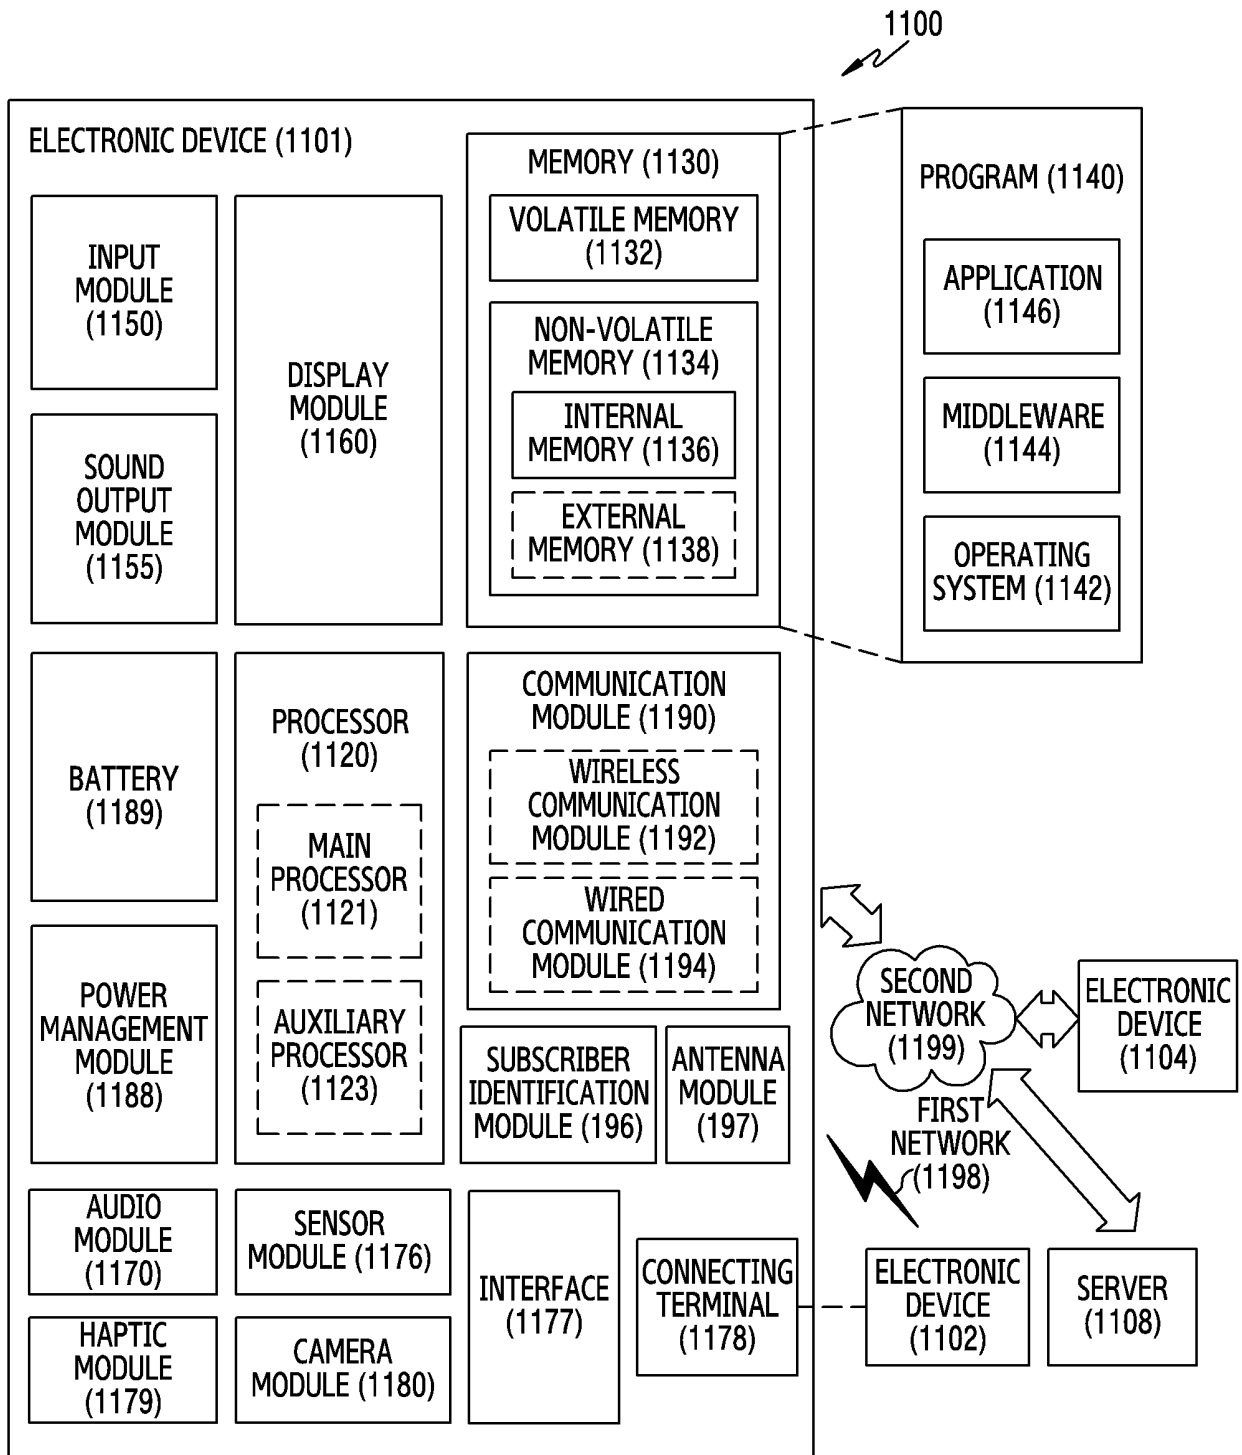 1100
ELECTRONIC DEVICE (1101)
INPUT
MODULE
(1150)
SOUND
OUTPUT
MODULE
(1155)
DISPLAY
MODULE
(1160)
MEMORY (1130)
VOLATILE MEMORY
(1132)
NON-VOLATILE
MEMORY (1134)
INTERNAL
MEMORY (1136)
EXTERNAL
MEMORY (1138)
PROGRAM (1140)
APPLICATION
(1146)
MIDDLEWARE
(1144)
OPERATING
SYSTEM (1142)
BATTERY
(1189)
POWER
MANAGEMENT
MODULE
(1188)
PROCESSOR
(1120)
MAIN
PROCESSOR
(1121)
AUXILIARY
PROCESSOR
(1123)
COMMUNICATION
MODULE (1190)
WIRELESS
COMMUNICATION
MODULE (1192)
WIRED
COMMUNICATION
MODULE (1194)
SUBSCRIBER
IDENTIFICATION
MODULE (196)
ANTENNA
MODULE
(197)
SECOND
NETWORK
(1199)
ELECTRONIC
DEVICE
(1104)
FIRST
NETWORK
(1198)
AUDIO
MODULE
(1170)
SENSOR
MODULE (1176)
HAPTIC
MODULE
(1179)
CAMERA
MODULE (1180)
INTERFACE
(1177)
CONNECTING
TERMINAL
(1178)
ELECTRONIC
DEVICE
(1102)
SERVER
(1108)